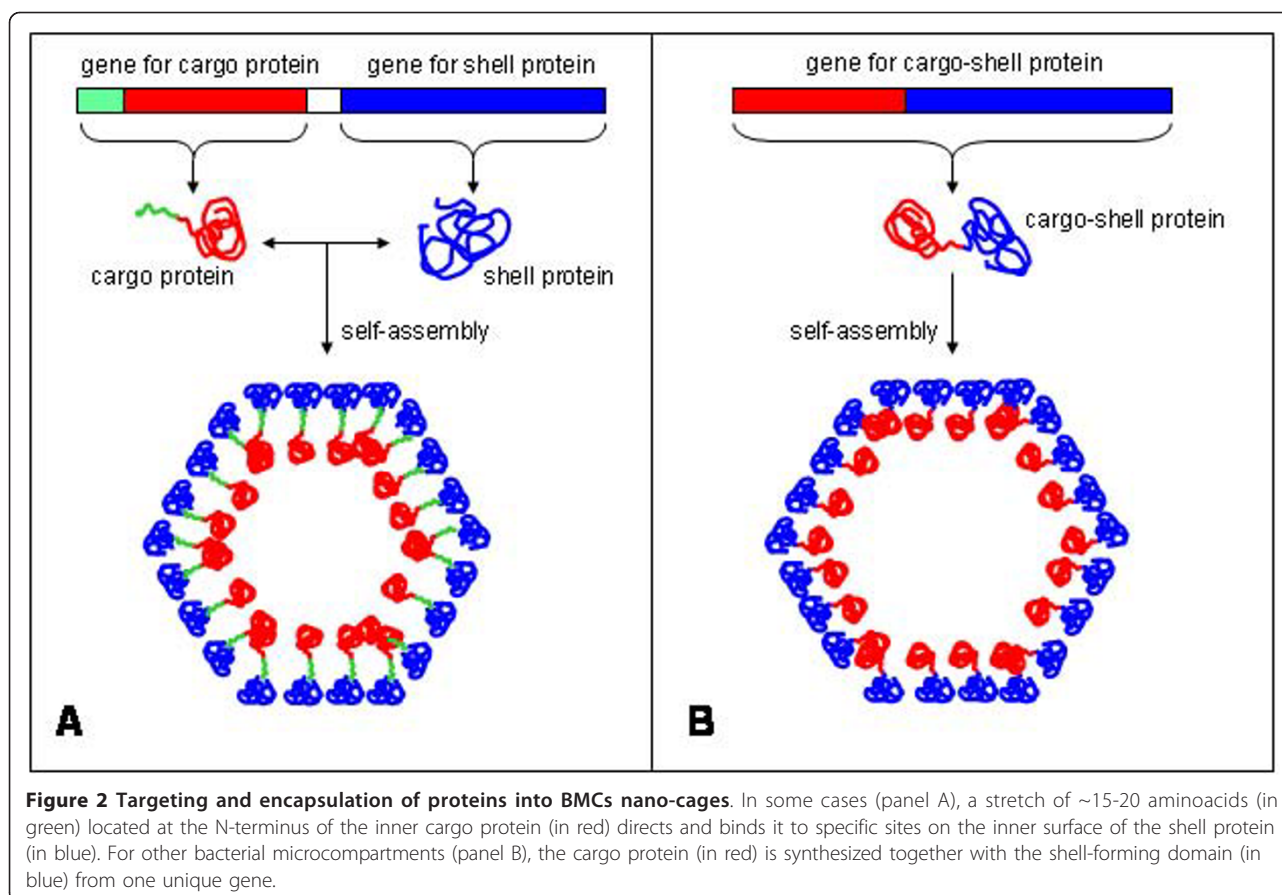 gene for cargo protein
gene for shell protein
cargo protein
shell protein
self-assembly
A
gene for cargo-shell protein
cargo-shell protein
self-assembly
B
Figure 2 Targeting and encapsulation of proteins into BMCs nano-cages. In some cases (panel A), a stretch of ~15-20 aminoacids (in
green) located at the N-terminus of the inner cargo protein (in red) directs and binds it to specific sites on the inner surface of the shell protein
(in blue). For other bacterial microcompartments (panel B), the cargo protein (in red) is synthesized together with the shell-forming domain (in
blue) from one unique gene.